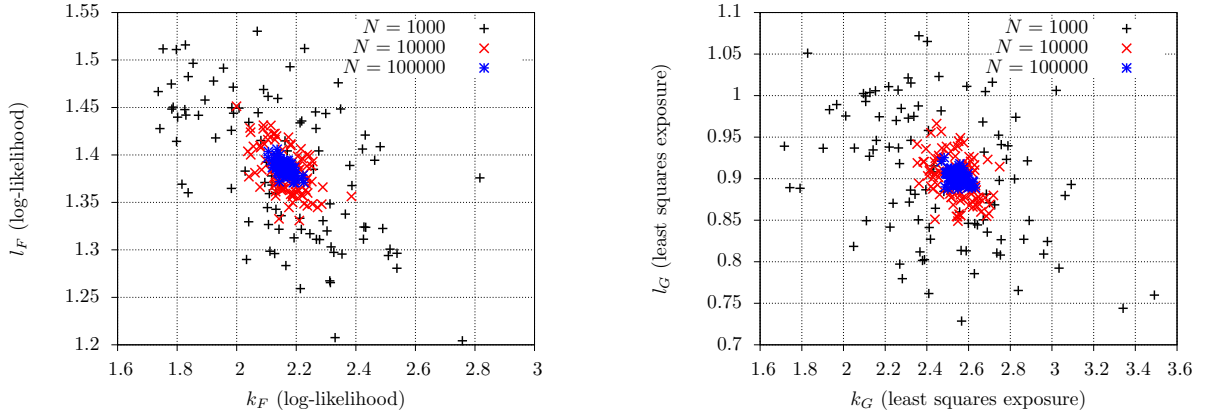 1.55
1.5
1.45
1.4
1.35
1.3
1.25
1.2
l_F (log-likelihood)
1.6 1.8 2 2.2 2.4 2.6 2.8 3
k_F (log-likelihood)
N = 1000
N = 10000
N = 100000
1.1
1.05
1
0.95
0.9
0.85
0.8
0.75
0.7
l_G (least squares exposure)
1.6 1.8 2 2.2 2.4 2.6 2.8 3 3.2 3.4 3.6
k_G (least squares exposure)
N = 1000
N = 10000
N = 100000